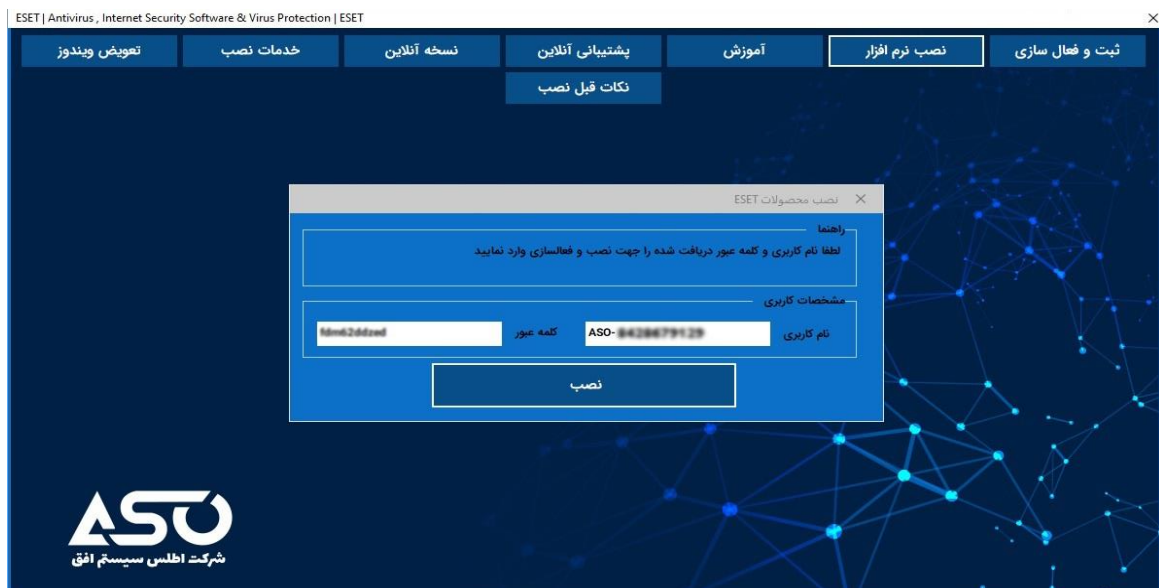 ESET | Antivirus , Internet Security Software & Virus Protection | ESET
ثبت و فعال سازی
نصب نرم افزار
آموزش
پشتیبانی آنلاین
نسخه آنلاین
خدمات نصب
تعویض ویندوز
نکات قبل نصب
نصب محصولات ESET
راهنما
لطفا نام کاربری و کلمه عبور دریافت شده را جهت نصب و فعالسازی وارد نمایید
مشخصات کاربری
نام کاربری
ASO-
کلمه عبور
نصب
ASO
شرکت اطلس سیستم افق